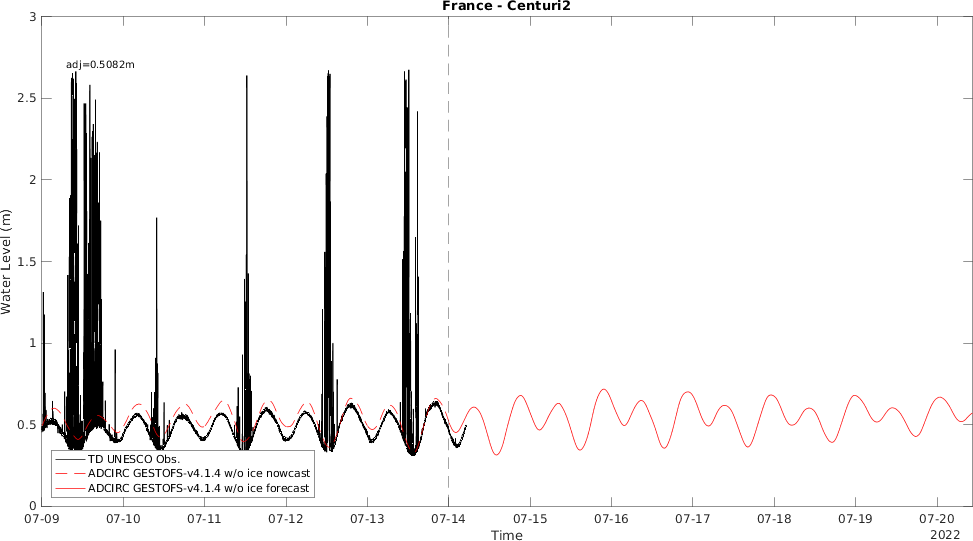 France - Centuri2
3
2.5
2
1.5
1
0.5
0
Water Level (m)
adj=0.5082m
TD UNESCO Obs.
ADCIRC GESTOFS-v4.1.4 w/o ice nowcast
ADCIRC GESTOFS-v4.1.4 w/o ice forecast
07-09 07-10 07-11 07-12 07-13 07-14 07-15 07-16 07-17 07-18 07-19 07-20
Time
2022